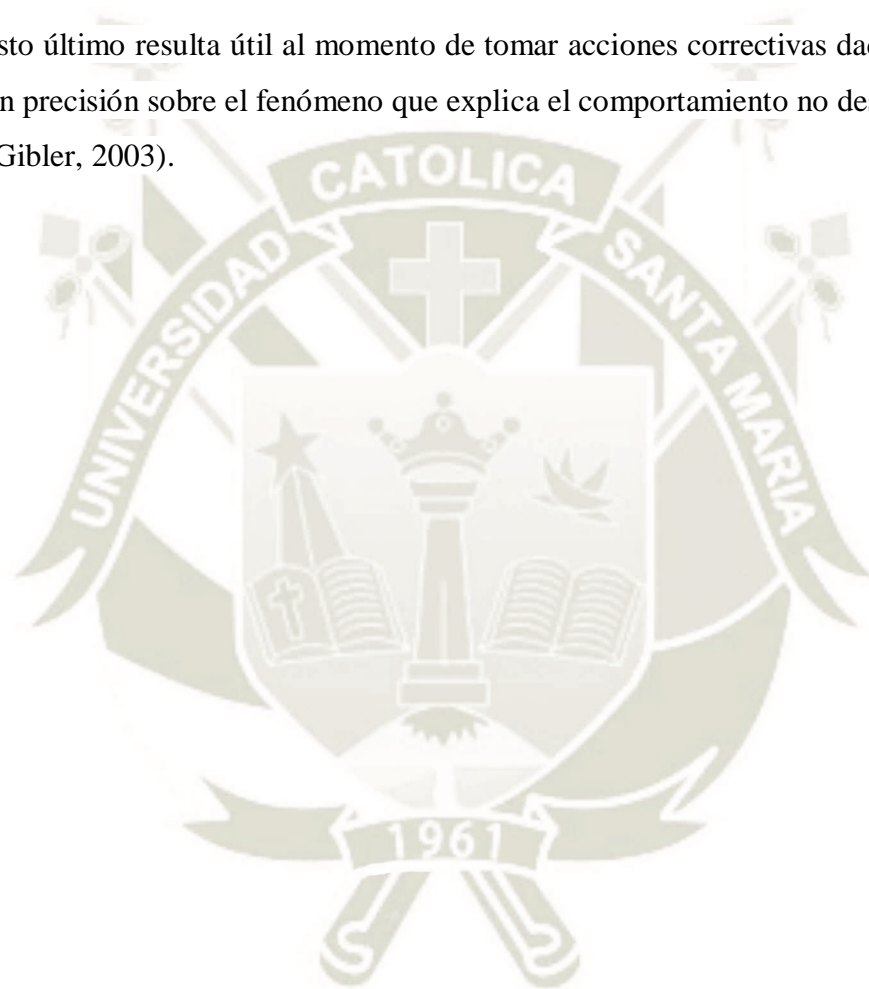 sto último resulta útil al momento de tomar acciones correctivas da
n precisión sobre el fenómeno que explica el comportamiento no de
Gibler, 2003).
UNIVERSIDAD CATOLICA SANTA MARIA
1961